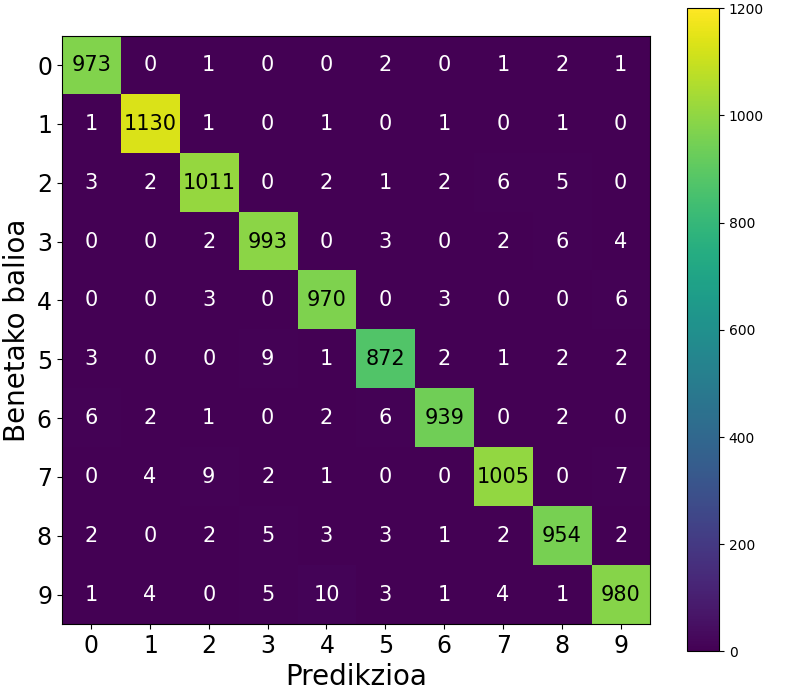 0 973 0 1 0 0 2 0 1 2 1
1 1 1130 1 0 1 0 1 0 1 0
2 3 2 1011 0 2 1 2 6 5 0
3 0 0 2 993 0 3 0 2 6 4
4 0 0 3 0 970 0 3 0 0 6
5 3 0 0 9 1 872 2 1 2 2
6 6 2 1 0 2 6 939 0 2 0
7 0 4 9 2 1 0 0 1005 0 7
8 2 0 2 5 3 3 1 2 954 2
9 1 4 0 5 10 3 1 4 1 980
0 1 2 3 4 5 6 7 8 9
Predikzioa
Benetako balioa
1200
1000
800
600
400
200
0